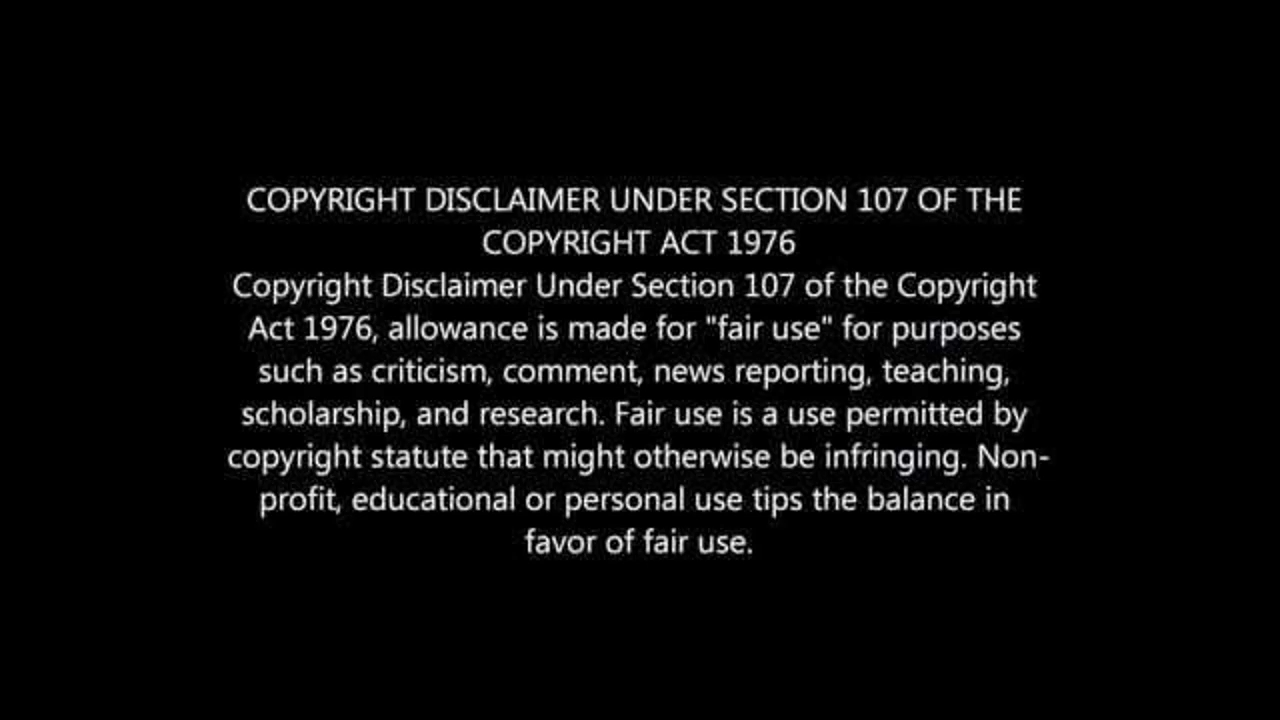 COPYRIGHT DISCLAIMER UNDER SECTION 107 OF THE
COPYRIGHT ACT 1976
Copyright Disclaimer Under Section 107 of the Copyright
Act 1976, allowance is made for "fair use" for purposes
such as criticism, comment, news reporting, teaching,
scholarship, and research. Fair use is a use permitted by
copyright statute that might otherwise be infringing. Non-
profit, educational or personal use tips the balance in
favor of fair use.